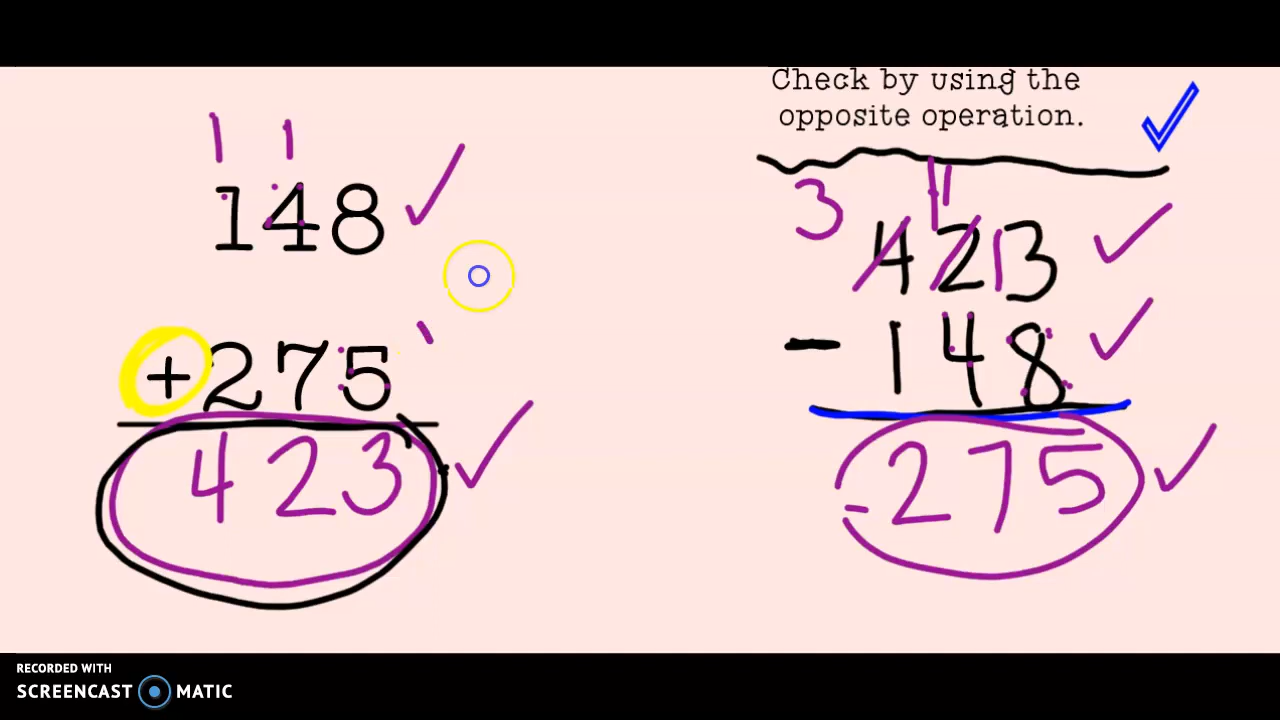 1 1
148
+275
423
Check by using the
opposite operation.
3 11
4213
-148
275
RECORDED WITH
SCREENCAST MATIC